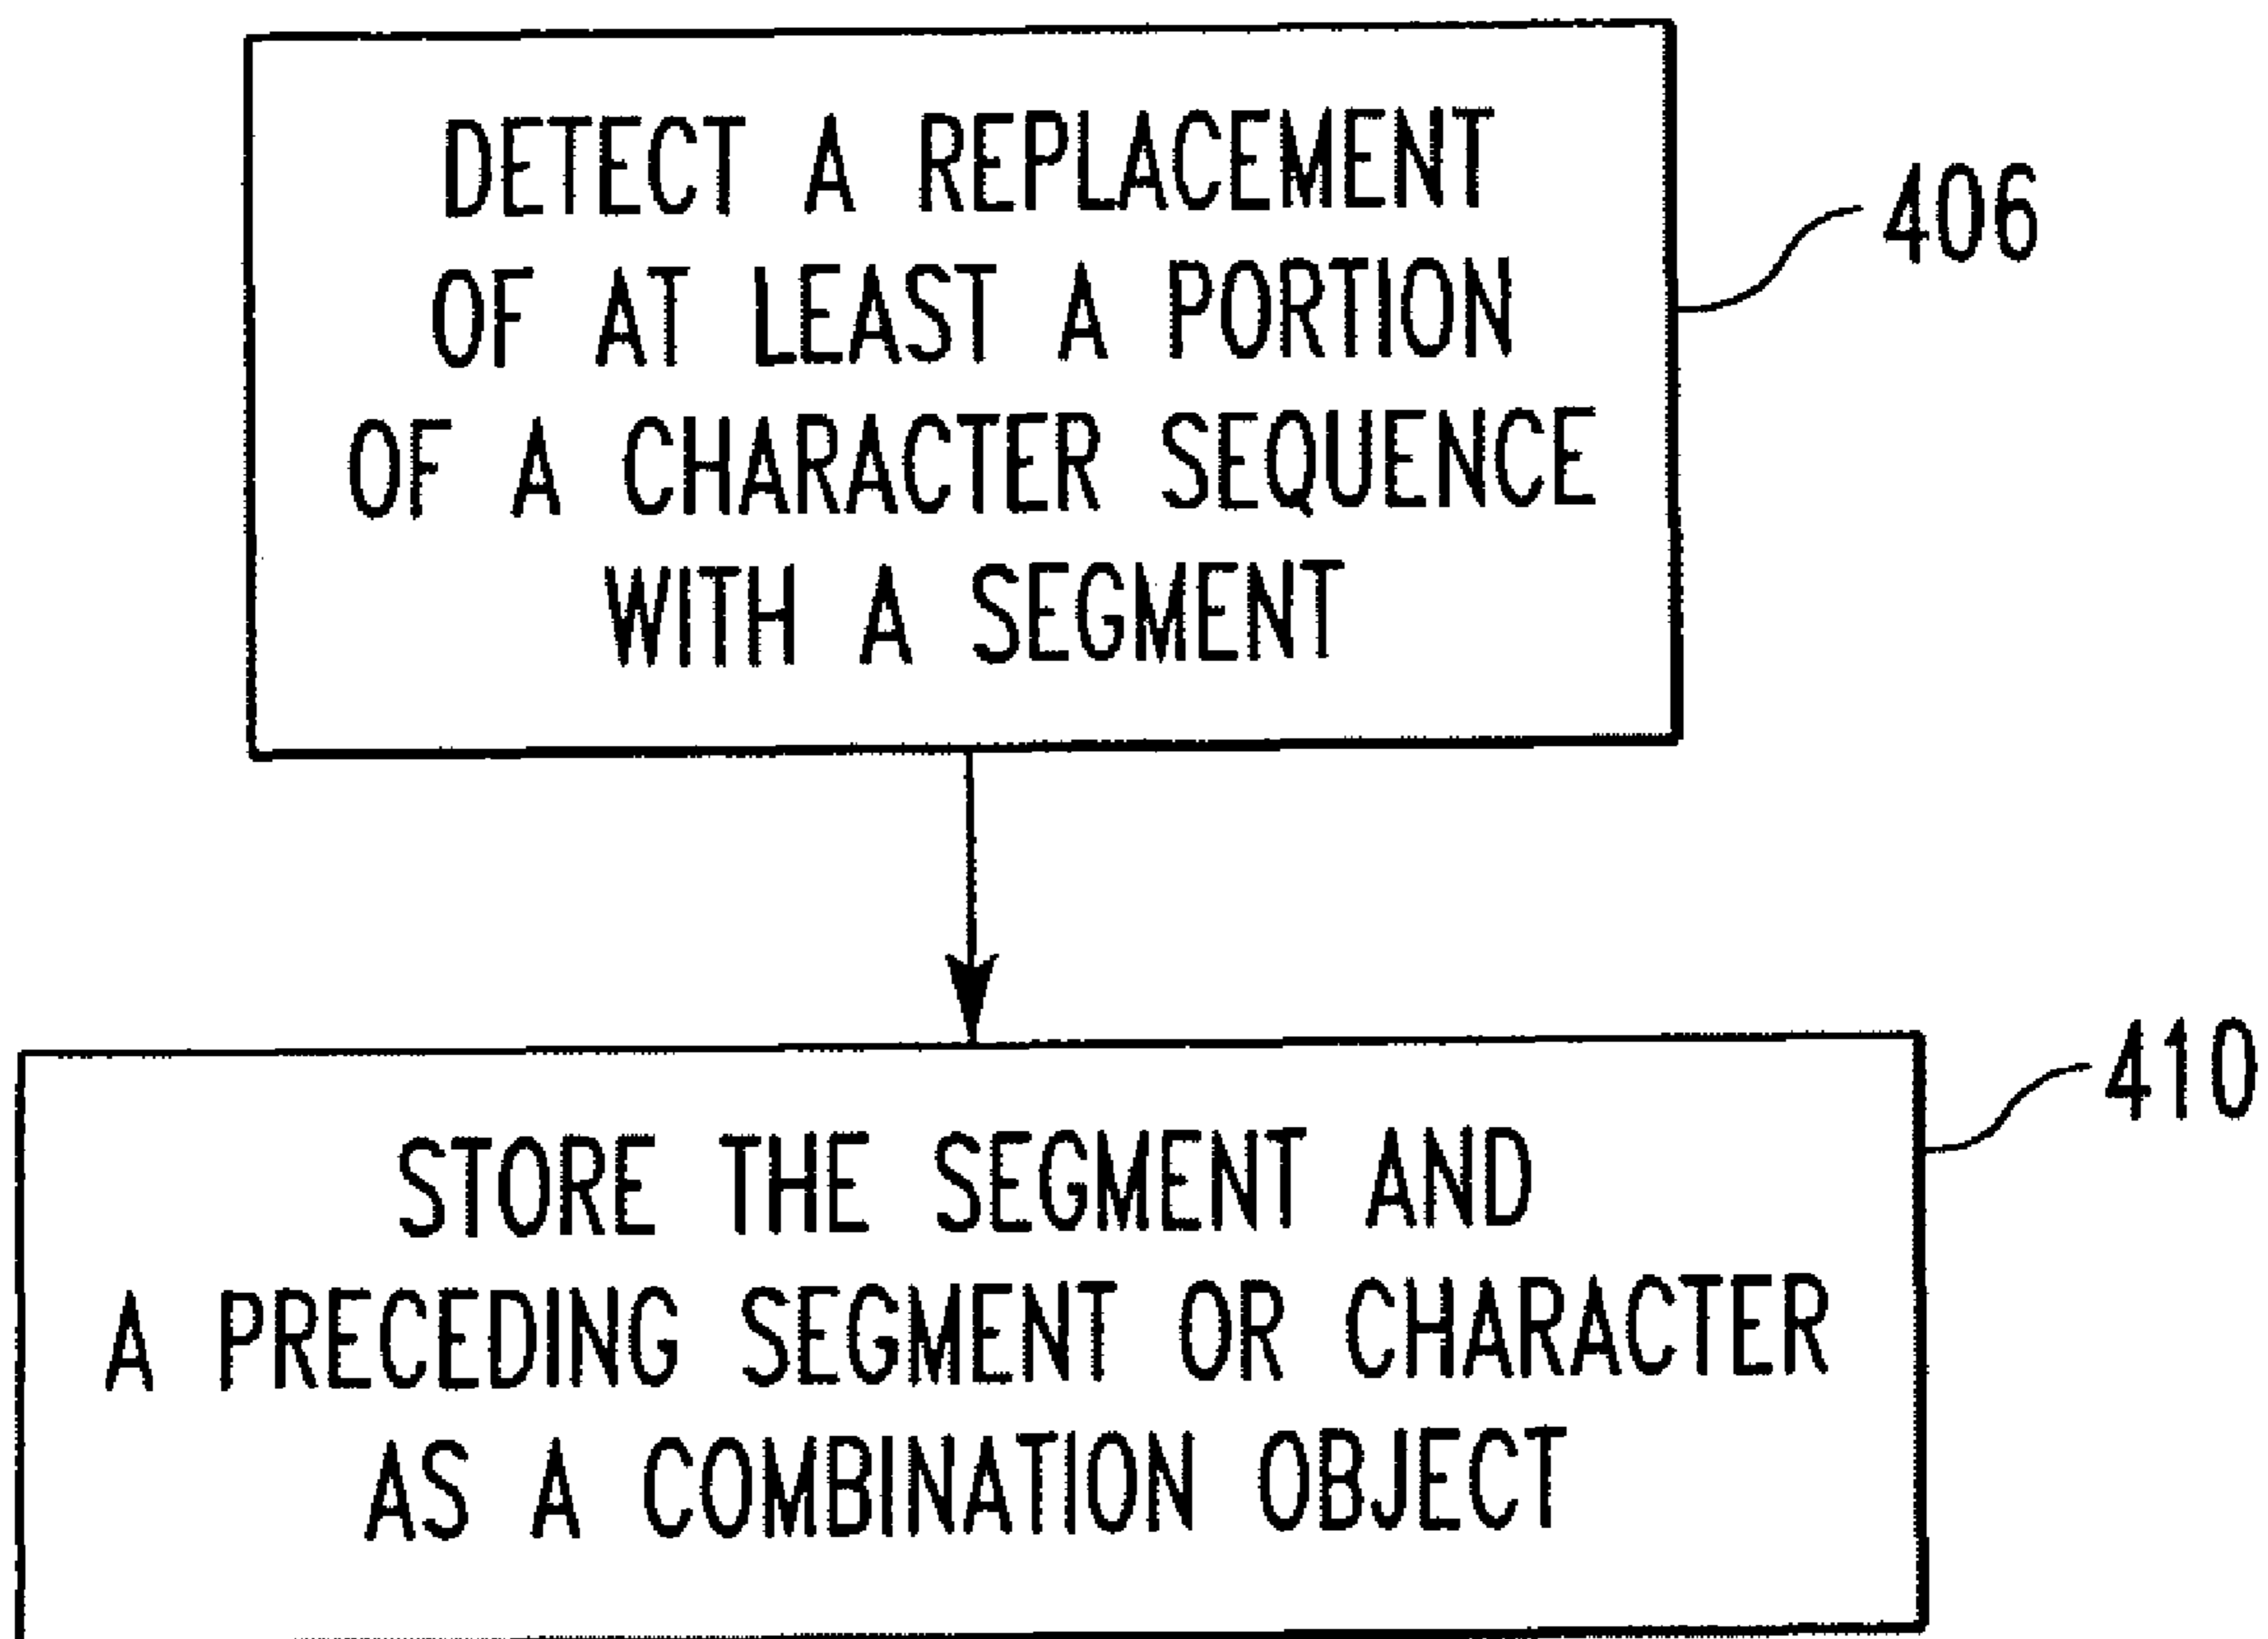 DETECT A REPLACEMENT
OF AT LEAST A PORTION
OF A CHARACTER SEQUENCE
WITH A SEGMENT
406
STORE THE SEGMENT AND
A PRECEDING SEGMENT OR CHARACTER
AS A COMBINATION OBJECT
410